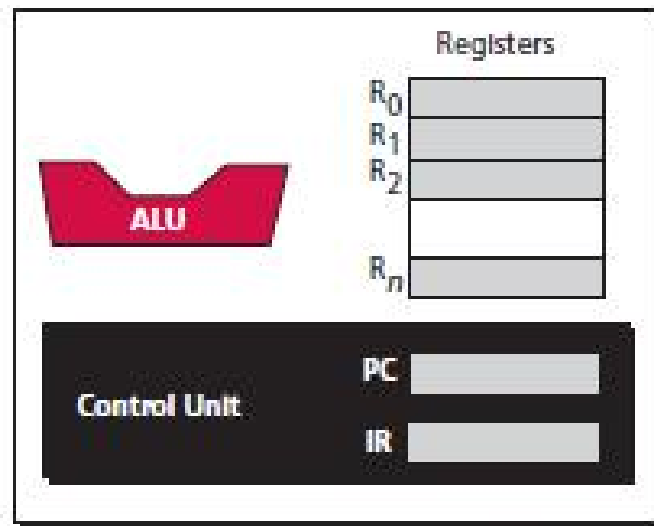 Registers
R0
R1
R2
ALU
Rn
PC
Control Unit
IR